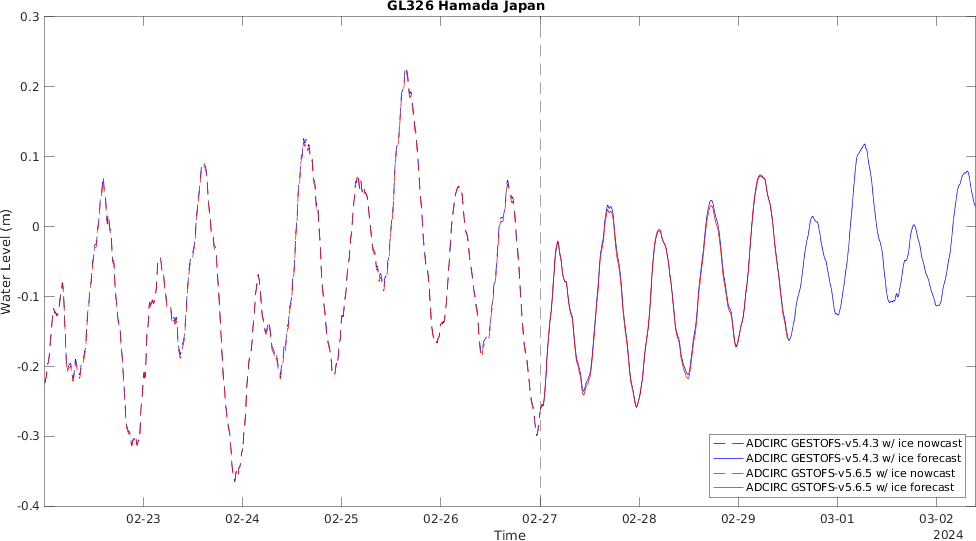 GL326 Hamada Japan
0.3
0.2
0.1
0
-0.1
-0.2
-0.3
-0.4
Water Level (m)
02-23
02-24
02-25
02-26
02-27
02-28
02-29
03-01
03-02
2024
Time
ADCIRC GESTOFS-v5.4.3 w/ ice nowcast
ADCIRC GESTOFS-v5.4.3 w/ ice forecast
ADCIRC GSTOFS-v5.6.5 w/ ice nowcast
ADCIRC GSTOFS-v5.6.5 w/ ice forecast